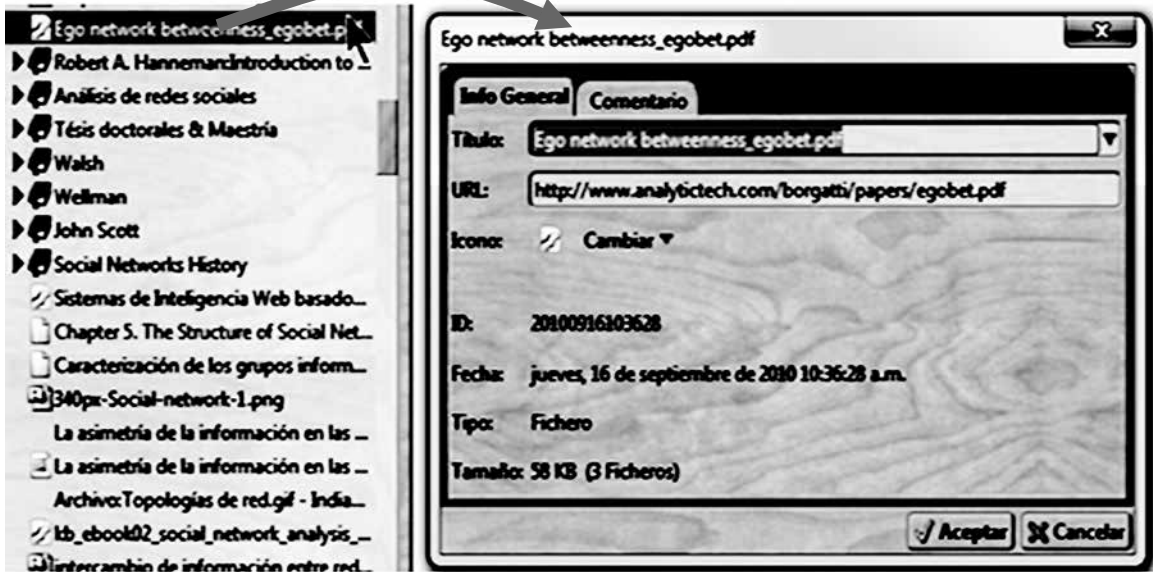 Ego network betweenness_egobet.p
Robert A. Hanneman:Introduction to ...
Análisis de redes sociales
Tésis doctorales & Maestría
Walsh
Wellman
John Scott
Social Networks History
Sistemas de Inteligencia Web basado...
Chapter 5. The Structure of Social Net...
Caracterización de los grupos inform...
340px-Social-network-1.png
La asimetría de la información en las ...
La asimetría de la información en las ...
Archivo:Topologías de red.gif - India...
kb_ebook02_social_network_analysis_...
intercambio de información entre red...
Ego network betweenness_egobet.pdf
Info General Comentario
Título: Ego network betweenness_egobet.pdf
URL: http://www.analytictech.com/borgatti/papers/egobet.pdf
Icono: Cambiar
ID: 20100916103628
Fecha: jueves, 16 de septiembre de 2010 10:36:28 a.m.
Tipo: Fichero
Tamaño: 58 KB (3 Ficheros)
Aceptar Cancelar